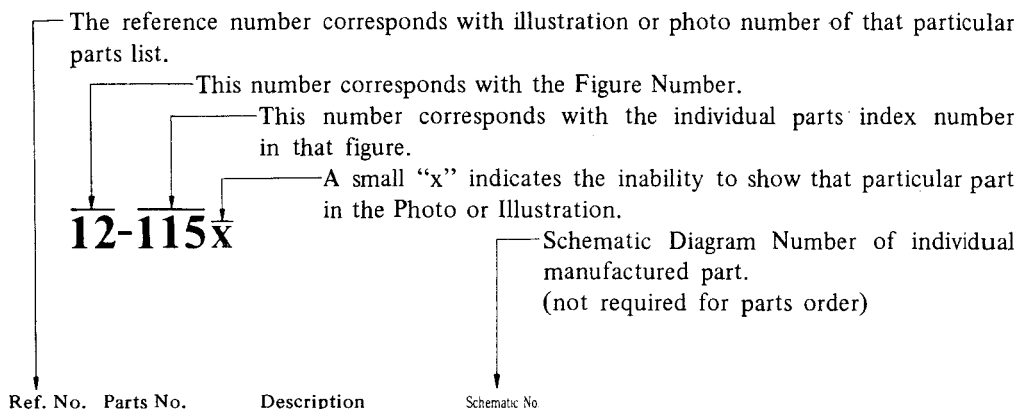 The reference number corresponds with illustration or photo number of that particular
parts list.
This number corresponds with the Figure Number.
This number corresponds with the individual parts index number
in that figure.
A small “x” indicates the inability to show that particular part
in the Photo or Illustration.
12-115x
Schematic Diagram Number of individual
manufactured part.
(not required for parts order)
Ref. No. Parts No. Description Schematic No.